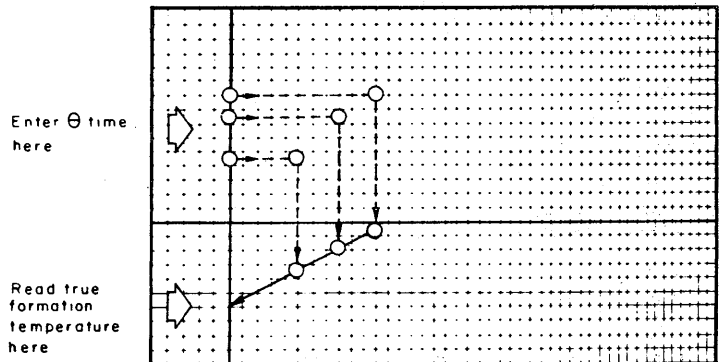 Enter Θ time
here
Read true
formation
temperature
here